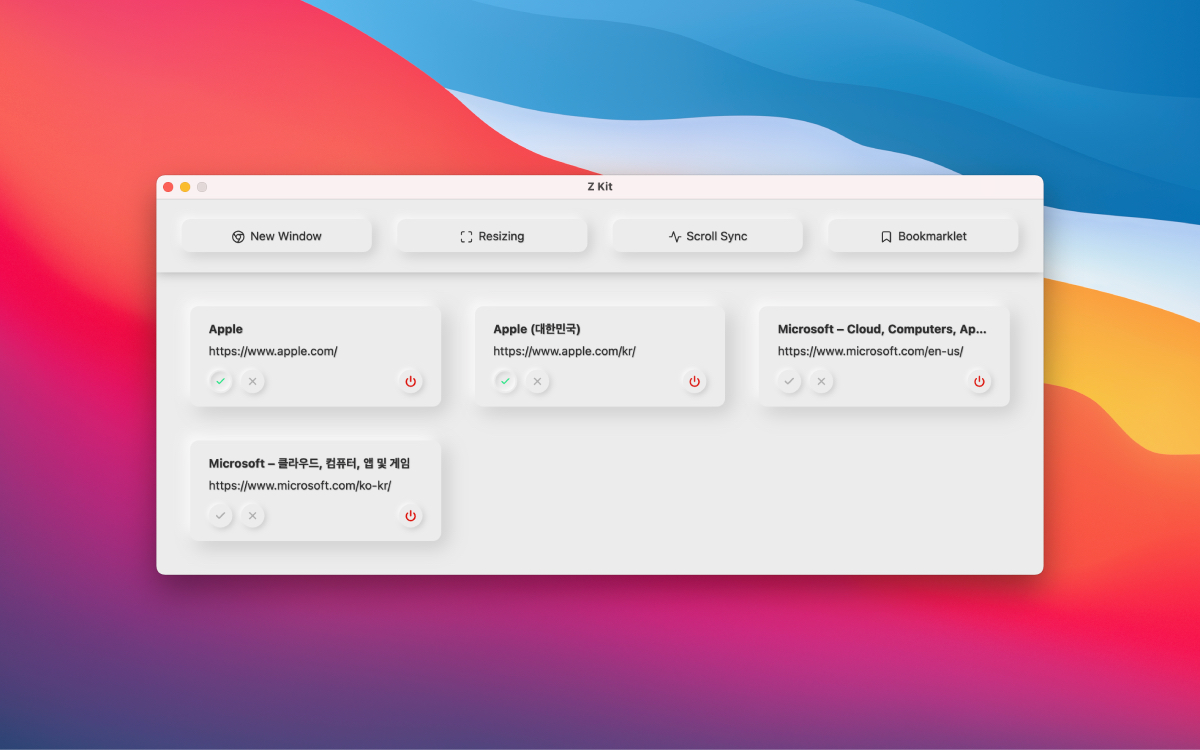 Z Kit
New Window
Resizing
Scroll Sync
Bookmarklet
Apple
https://www.apple.com/
Apple (대한민국)
https://www.apple.com/kr/
Microsoft – Cloud, Computers, Ap...
https://www.microsoft.com/en-us/
Microsoft – 클라우드, 컴퓨터, 앱 및 게임
https://www.microsoft.com/ko-kr/